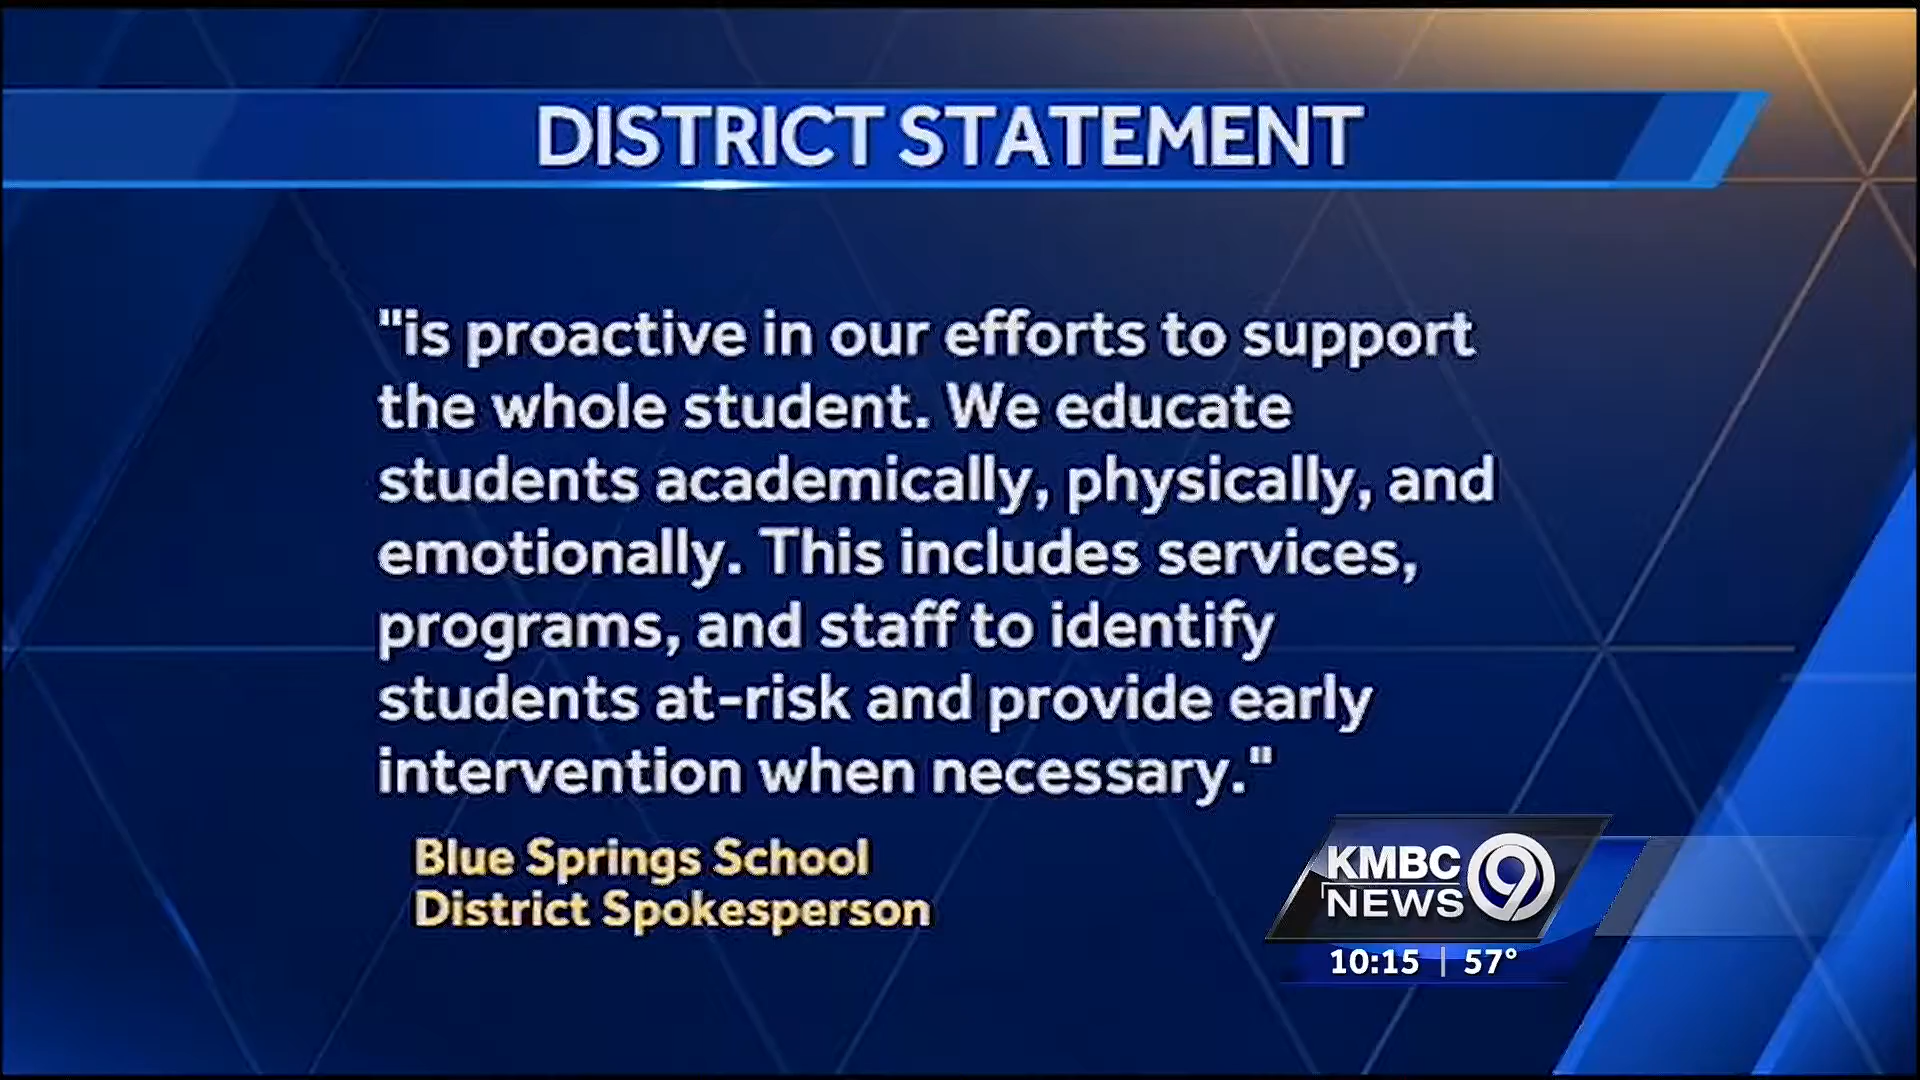 DISTRICT STATEMENT
"is proactive in our efforts to support
the whole student. We educate
students academically, physically, and
emotionally. This includes services,
programs, and staff to identify
students at-risk and provide early
intervention when necessary."
Blue Springs School
District Spokesperson
KMBC 9
NEWS
10:15 | 57°